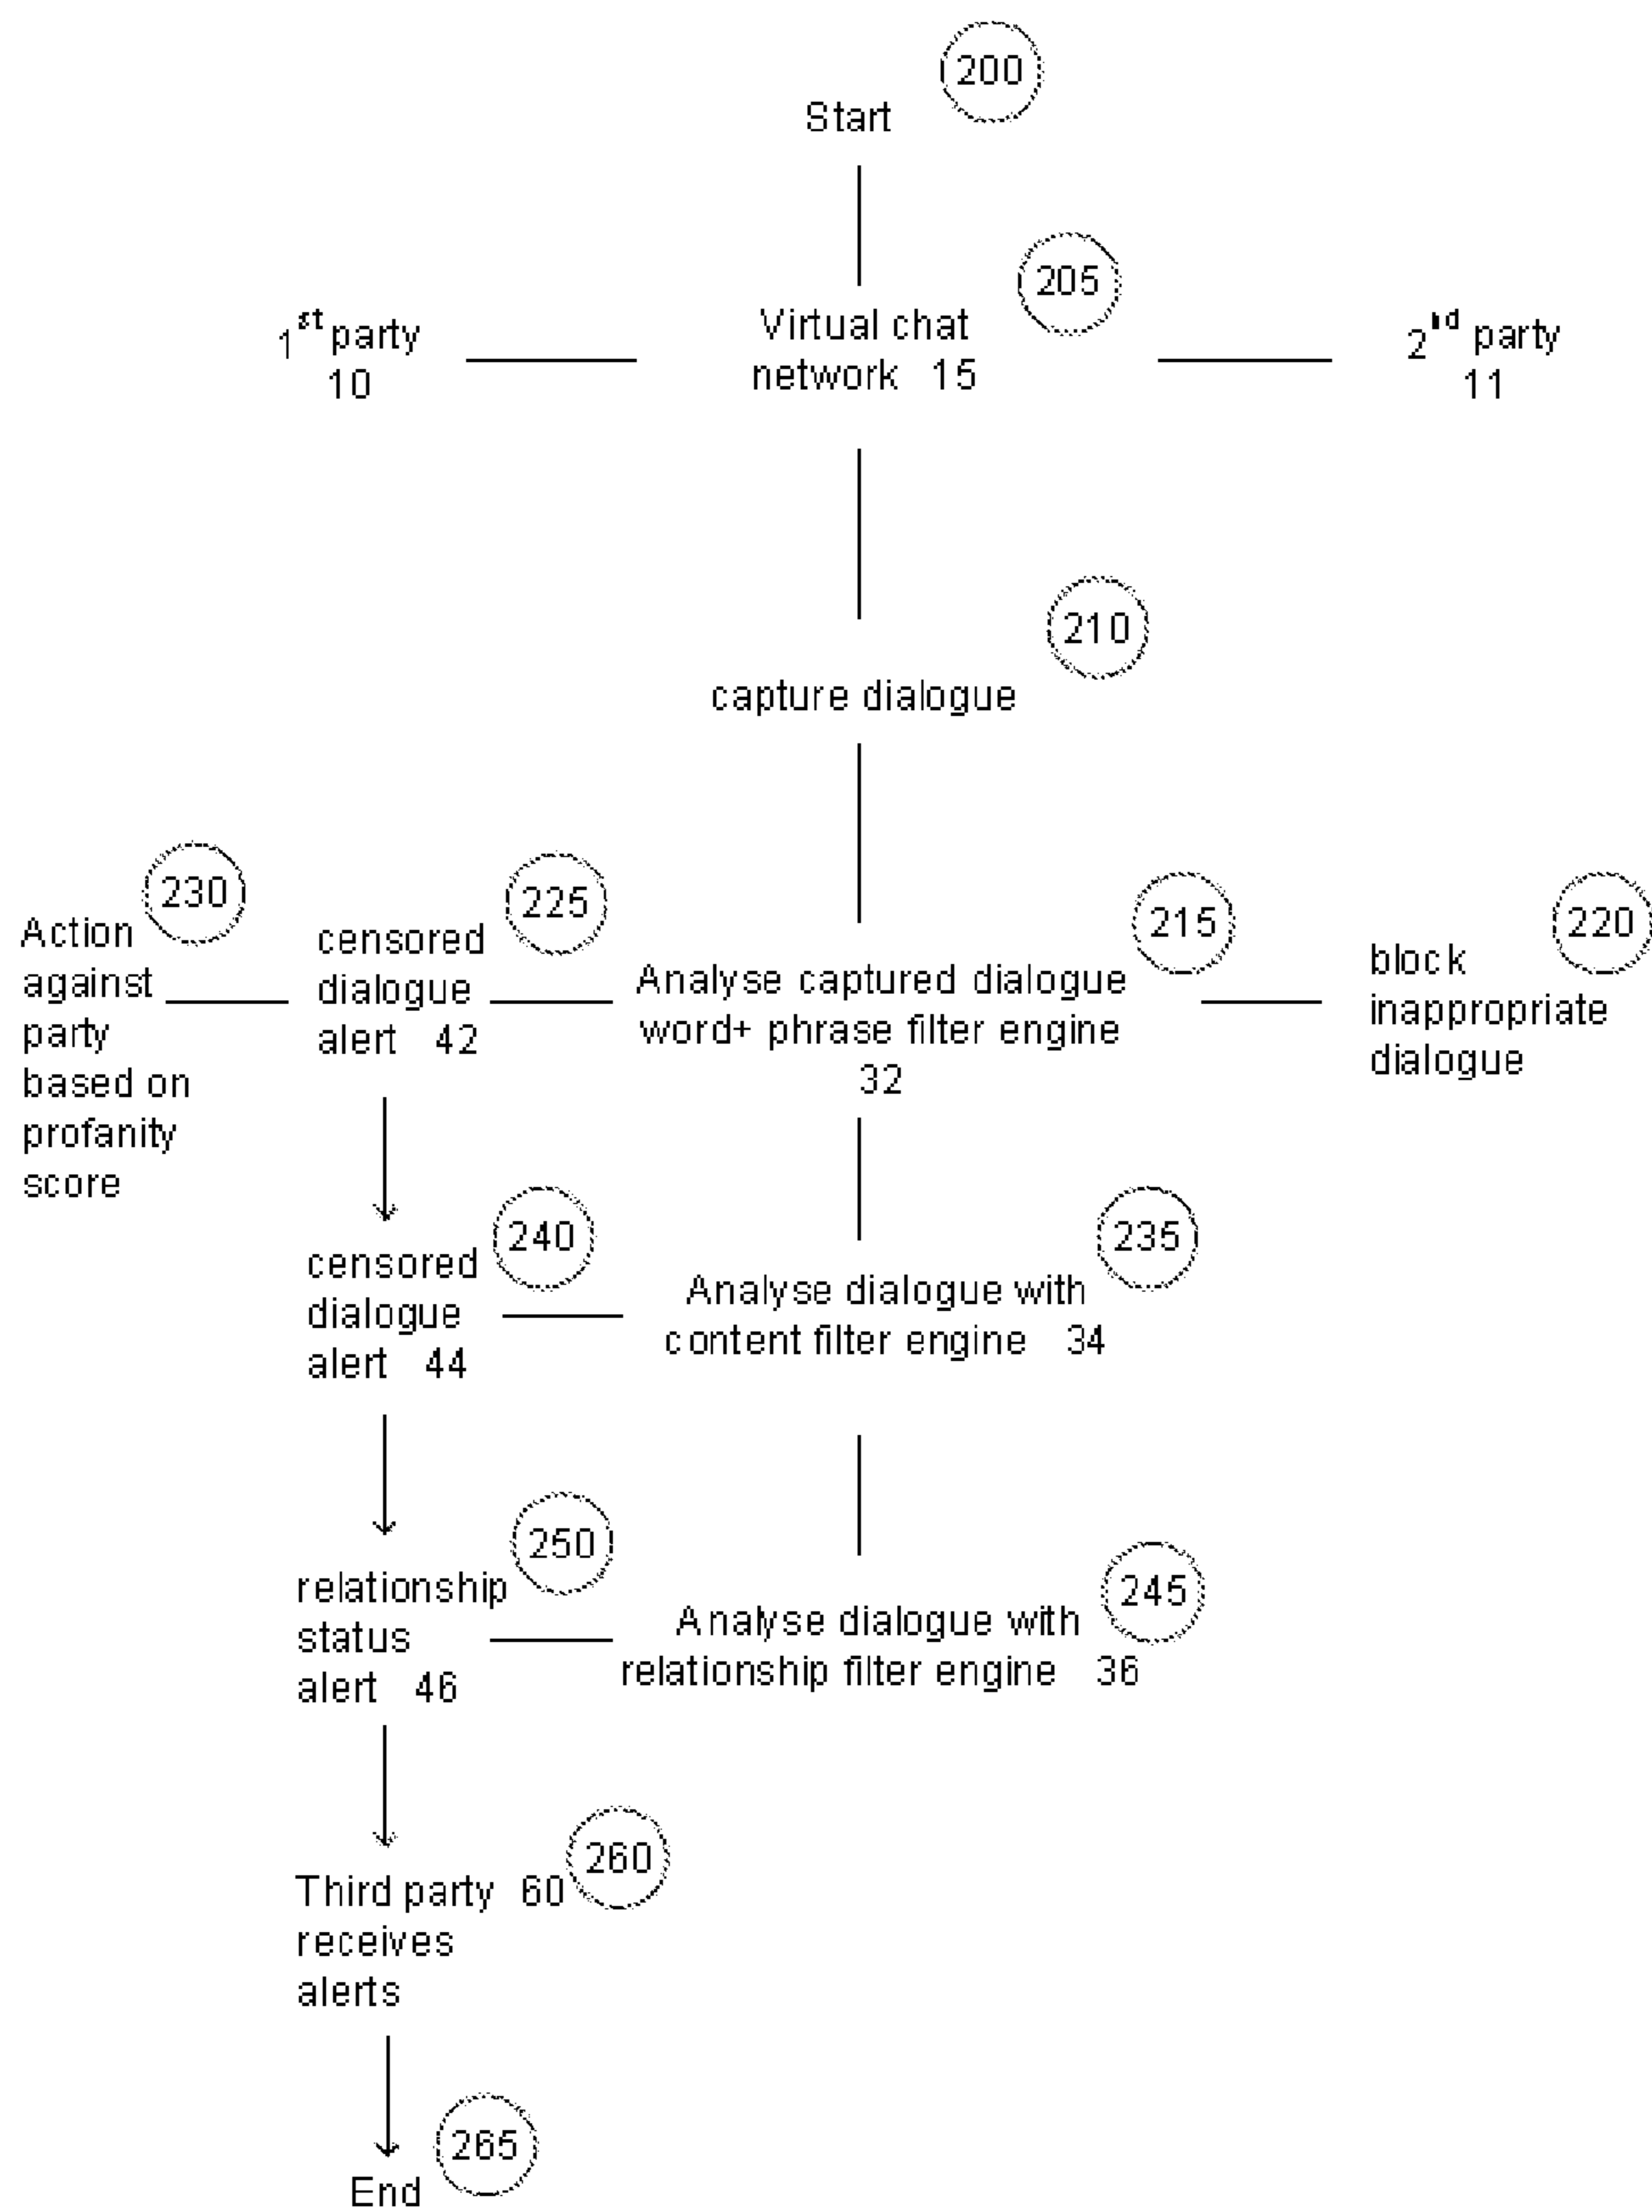 200
Start
205
1st party
10
Virtual chat
network 15
2nd party
11
210
capture dialogue
230
Action
against
party
based on
profanity
score
225
censored
dialogue
alert 42
215
Analyse captured dialogue
word+ phrase filter engine
32
220
block
inappropriate
dialogue
240
censored
dialogue
alert 44
235
Analyse dialogue with
content filter engine 34
250
relationship
status
alert 46
245
Analyse dialogue with
relationship filter engine 36
260
Third party 60
receives
alerts
265
End